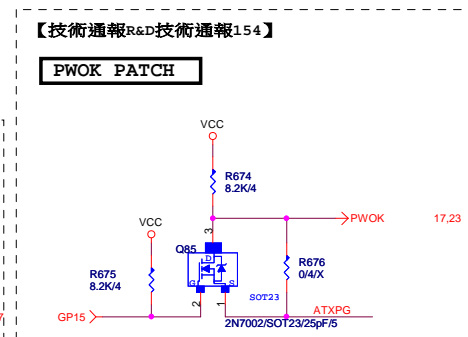 【技術通報R&D技術通報154】
PWOK PATCH
VCC
R674
8.2K/4
PWOK 17,23
VCC
3
Q85
D
R675
8.2K/4
G
S
R676
0/4/X
SOT23
2
1
GP15
ATXPG
2N7002/SOT23/25pF/5